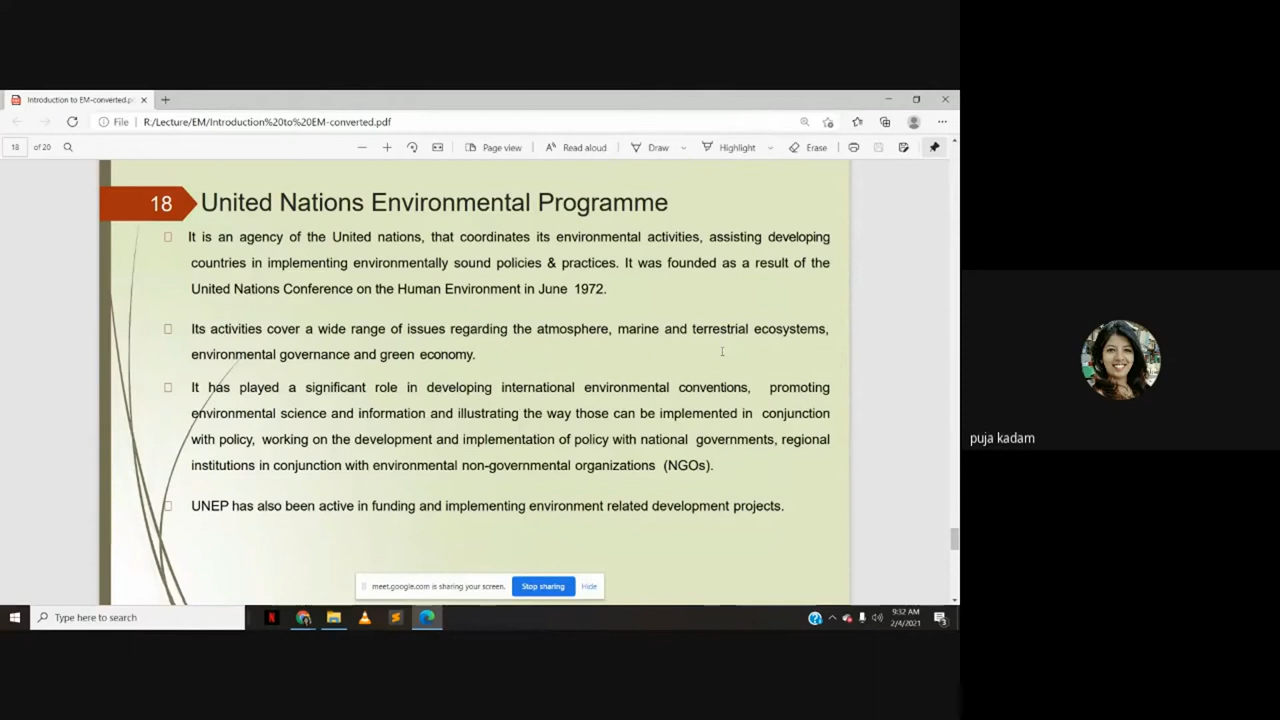 Introduction to EM-converted.p
File R:/Lecture/EM/Introduction%20to%20EM-converted.pdf
18 of 20 Page view Read aloud Draw Highlight Erase
18 United Nations Environmental Programme
It is an agency of the United nations, that coordinates its environmental activities, assisting developing
countries in implementing environmentally sound policies & practices. It was founded as a result of the
United Nations Conference on the Human Environment in June 1972.
Its activities cover a wide range of issues regarding the atmosphere, marine and terrestrial ecosystems,
environmental governance and green economy.
It has played a significant role in developing international environmental conventions, promoting
environmental science and information and illustrating the way those can be implemented in conjunction
with policy, working on the development and implementation of policy with national governments, regional
institutions in conjunction with environmental non-governmental organizations (NGOs).
UNEP has also been active in funding and implementing environment related development projects.
puja kadam
meet.google.com is sharing your screen. Stop sharing Hide
Type here to search
9:32 AM
2/4/2021
3